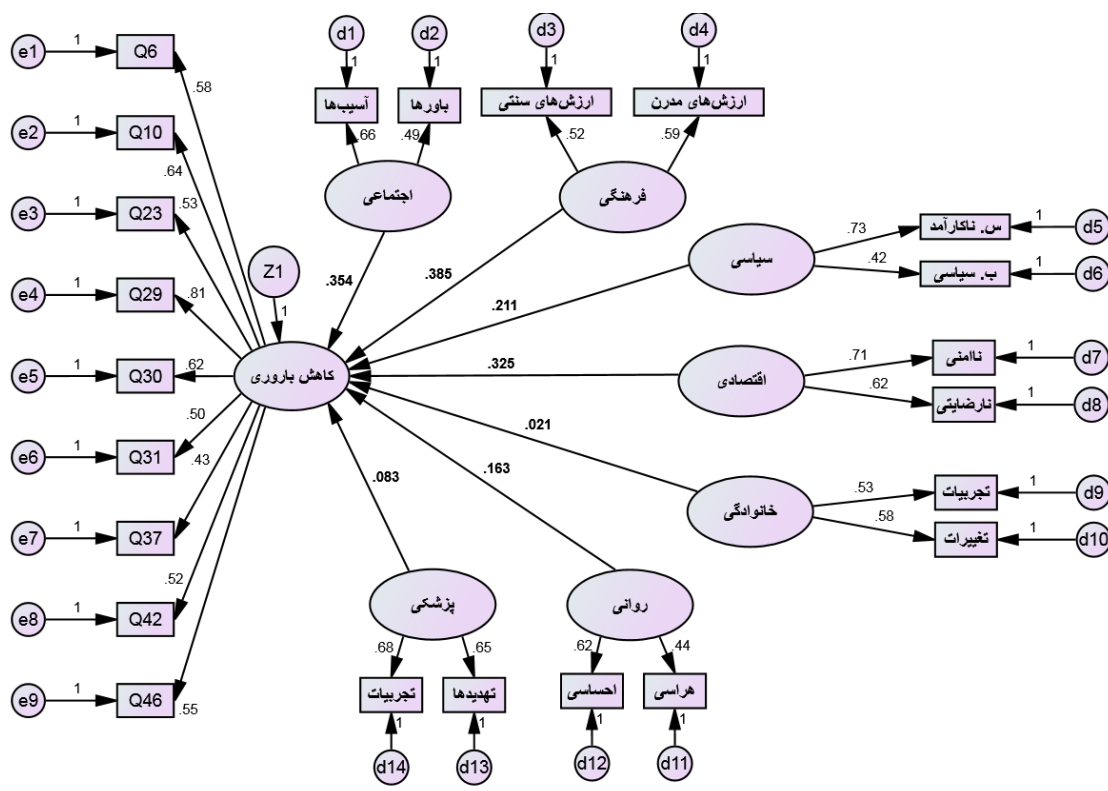 d1
d2
d3
d4
1
1
1
1
e1
1
Q6
آسیب‌ها
باورها
ارزش‌های سنتی
ارزش‌های مدرن
.58
.66
.49
.52
.59
e2
1
Q10
.64
اجتماعی
فرهنگی
e3
1
Q23
.53
س. ناکارآمد
1
d5
.73
سیاسی
.42
ب. سیاسی
1
d6
Z1
1
.354
.385
.211
e4
1
Q29
.81
e5
1
Q30
.62
کاهش باروری
.325
اقتصادی
.71
ناامنی
1
d7
.62
نارضایتی
1
d8
e6
1
Q31
.50
.43
.021
.083
.163
خانوادگی
.53
تجربیات
1
d9
.58
تغییرات
1
d10
e7
1
Q37
.52
e8
1
Q42
پزشکی
روانی
.68
.65
.62
.44
e9
1
Q46
.55
تجربیات
تهدیدها
احساسی
هراسی
1
1
1
1
d14
d13
d12
d11